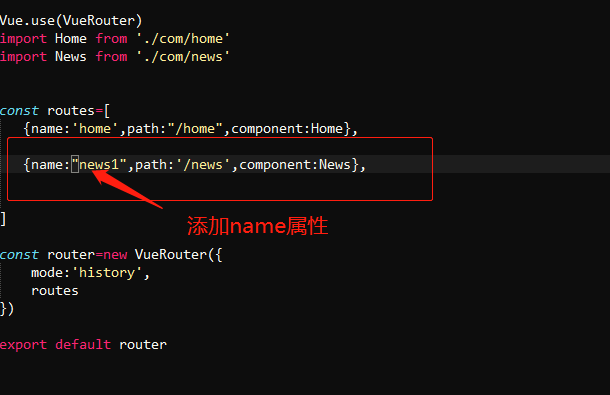 Vue.use(VueRouter)
import Home from './com/home'
import News from './com/news'
const routes=[
{name:'home',path:"/home",component:Home},
{name:"news1",path:'/news',component:News},
添加name属性
]
const router=new VueRouter({
mode:'history',
routes
})
export default router